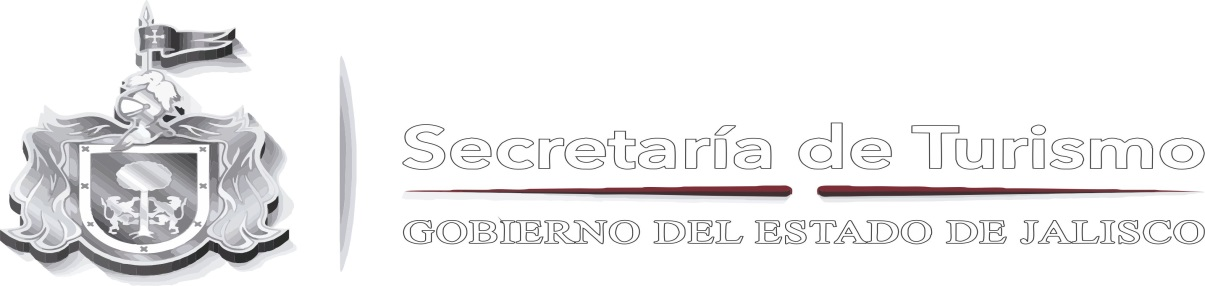 Secretaría de Turismo
GOBIERNO DEL ESTADO DE JALISCO